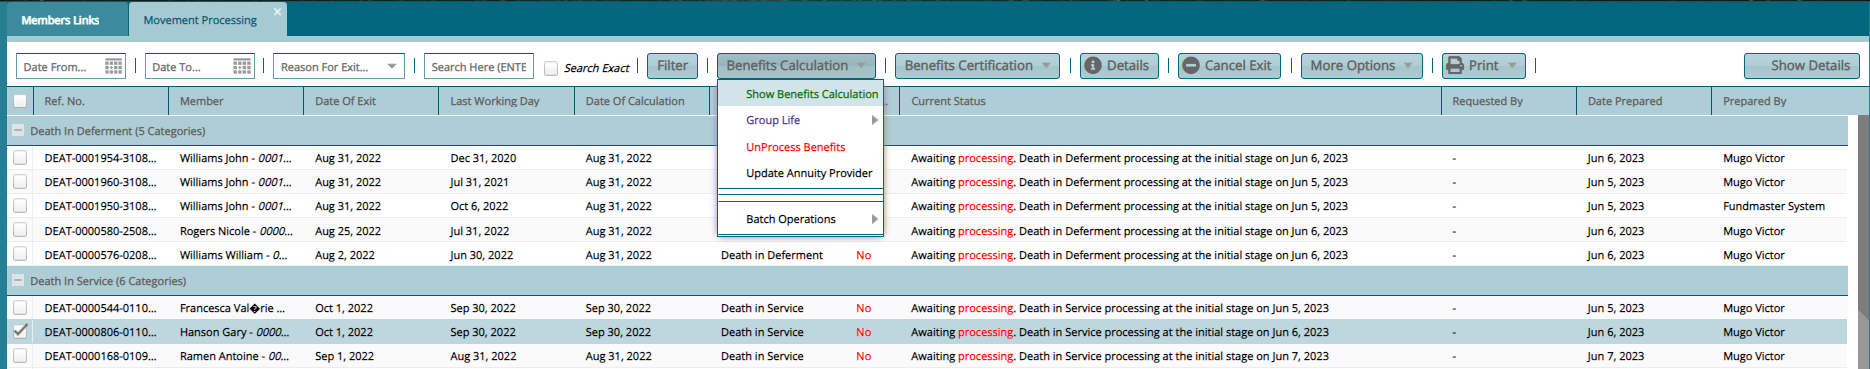 Members Links
Movement Processing
Date From...
Date To...
Reason For Exit...
Search Here (ENTE
Search Exact
Filter
Benefits Calculation
Benefits Certification
Details
Cancel Exit
More Options
Print
Show Details
Ref. No. Member Date Of Exit Last Working Day Date Of Calculation ... Current Status Requested By Date Prepared Prepared By
Show Benefits Calculation
Group Life
UnProcess Benefits
Update Annuity Provider
Batch Operations
Death In Deferment (5 Categories)
DEAT-0001954-3108... Williams John - 0001... Aug 31, 2022 Dec 31, 2020 Aug 31, 2022 Awaiting processing. Death in Deferment processing at the initial stage on Jun 6, 2023 - Jun 6, 2023 Mugo Victor
DEAT-0001960-3108... Williams John - 0001... Aug 31, 2022 Jul 31, 2021 Aug 31, 2022 Awaiting processing. Death in Deferment processing at the initial stage on Jun 5, 2023 - Jun 5, 2023 Mugo Victor
DEAT-0001950-3108... Williams John - 0001... Aug 31, 2022 Oct 6, 2022 Aug 31, 2022 Awaiting processing. Death in Deferment processing at the initial stage on Jun 5, 2023 - Jun 5, 2023 Fundmaster System
DEAT-0000580-2508... Rogers Nicole - 0000... Aug 25, 2022 Jul 31, 2022 Aug 31, 2022 Awaiting processing. Death in Deferment processing at the initial stage on Jun 6, 2023 - Jun 6, 2023 Mugo Victor
DEAT-0000576-0208... Williams William - 0... Aug 2, 2022 Jun 30, 2022 Aug 31, 2022 Death in Deferment No Awaiting processing. Death in Deferment processing at the initial stage on Jun 6, 2023 - Jun 6, 2023 Mugo Victor
Death In Service (6 Categories)
DEAT-0000544-0110... Francesca Val�rie ... Oct 1, 2022 Sep 30, 2022 Sep 30, 2022 Death in Service No Awaiting processing. Death in Service processing at the initial stage on Jun 5, 2023 - Jun 5, 2023 Mugo Victor
DEAT-0000806-0110... Hanson Gary - 0000... Oct 1, 2022 Sep 30, 2022 Sep 30, 2022 Death in Service No Awaiting processing. Death in Service processing at the initial stage on Jun 6, 2023 - Jun 6, 2023 Mugo Victor
DEAT-0000168-0109... Ramen Antoine - 00... Sep 1, 2022 Aug 31, 2022 Aug 31, 2022 Death in Service No Awaiting processing. Death in Service processing at the initial stage on Jun 7, 2023 - Jun 7, 2023 Mugo Victor